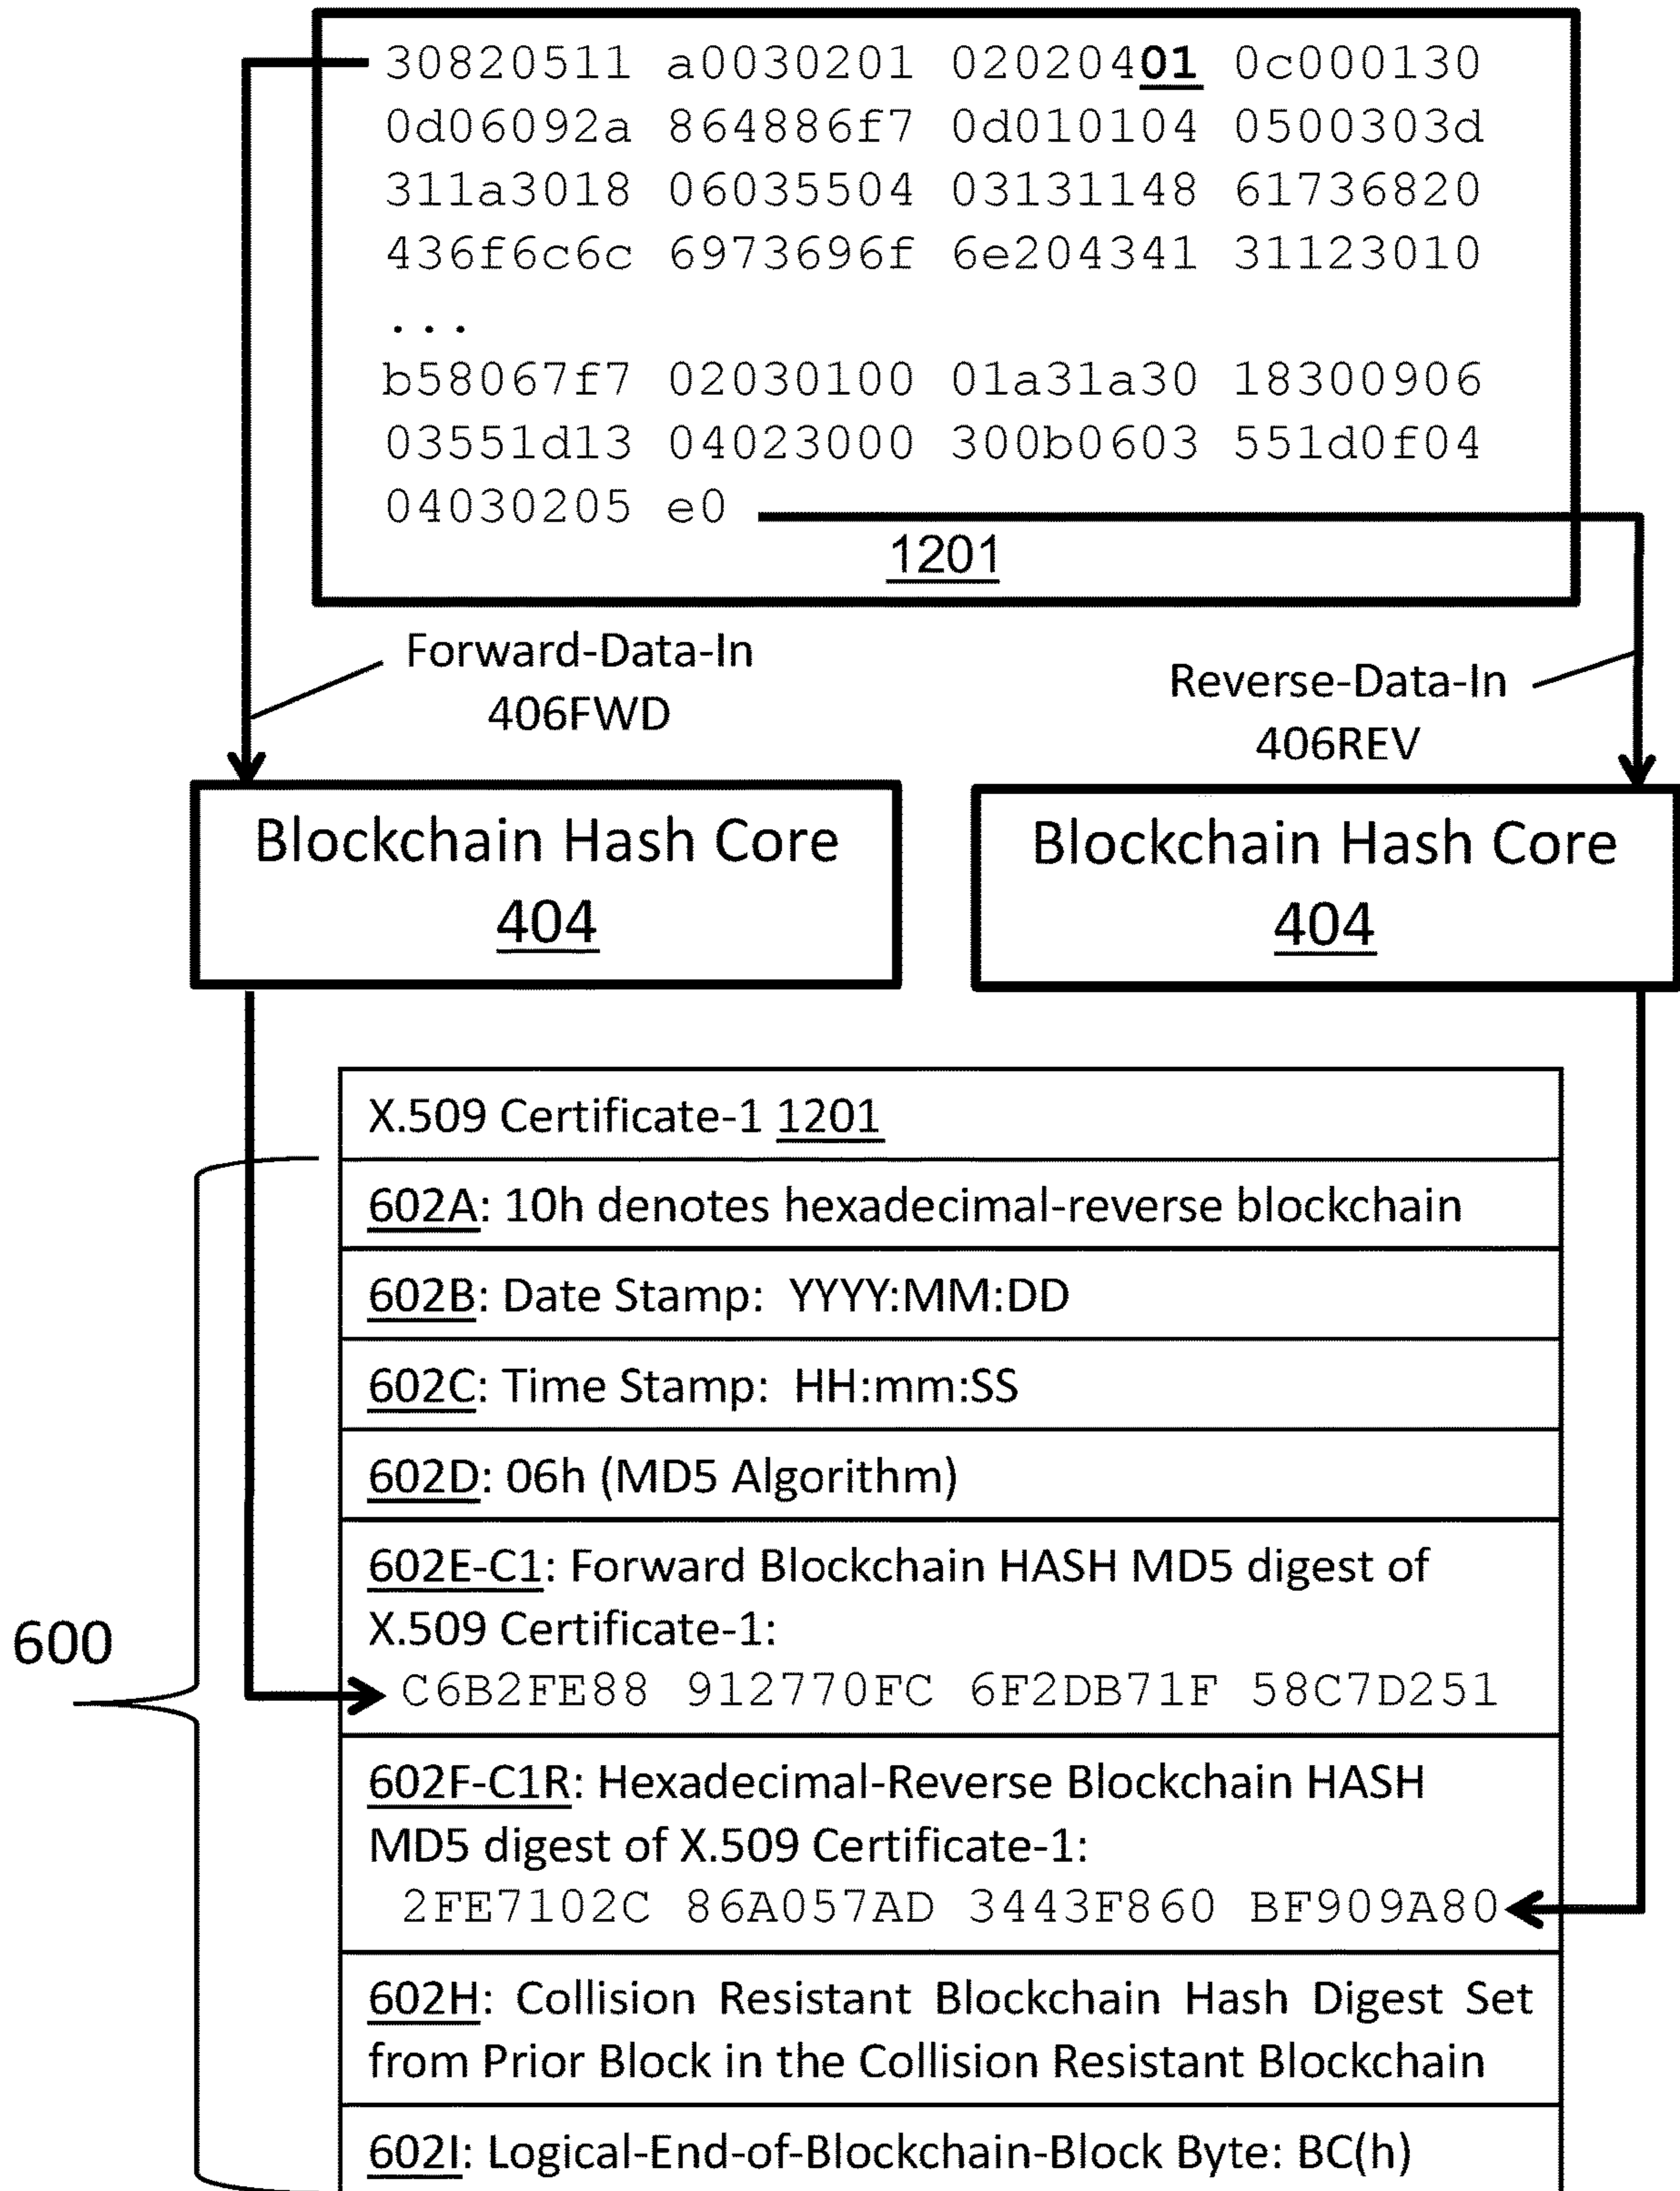 30820511 a0030201 02020401 0c000130
0d06092a 864886f7 0d010104 0500303d
311a3018 06035504 03131148 61736820
436f6c6c 6973696f 6e204341 31123010
...
b58067f7 02030100 01a31a30 18300906
03551d13 04023000 300b0603 551d0f04
04030205 e0
1201
Forward-Data-In
406FWD
Reverse-Data-In
406REV
Blockchain Hash Core
404
Blockchain Hash Core
404
600
X.509 Certificate-1 1201
602A: 10h denotes hexadecimal-reverse blockchain
602B: Date Stamp: YYYY:MM:DD
602C: Time Stamp: HH:mm:SS
602D: 06h (MD5 Algorithm)
602E-C1: Forward Blockchain HASH MD5 digest of
X.509 Certificate-1:
C6B2FE88 912770FC 6F2DB71F 58C7D251
602F-C1R: Hexadecimal-Reverse Blockchain HASH
MD5 digest of X.509 Certificate-1:
2FE7102C 86A057AD 3443F860 BF909A80
602H: Collision Resistant Blockchain Hash Digest Set
from Prior Block in the Collision Resistant Blockchain
602I: Logical-End-of-Blockchain-Block Byte: BC(h)